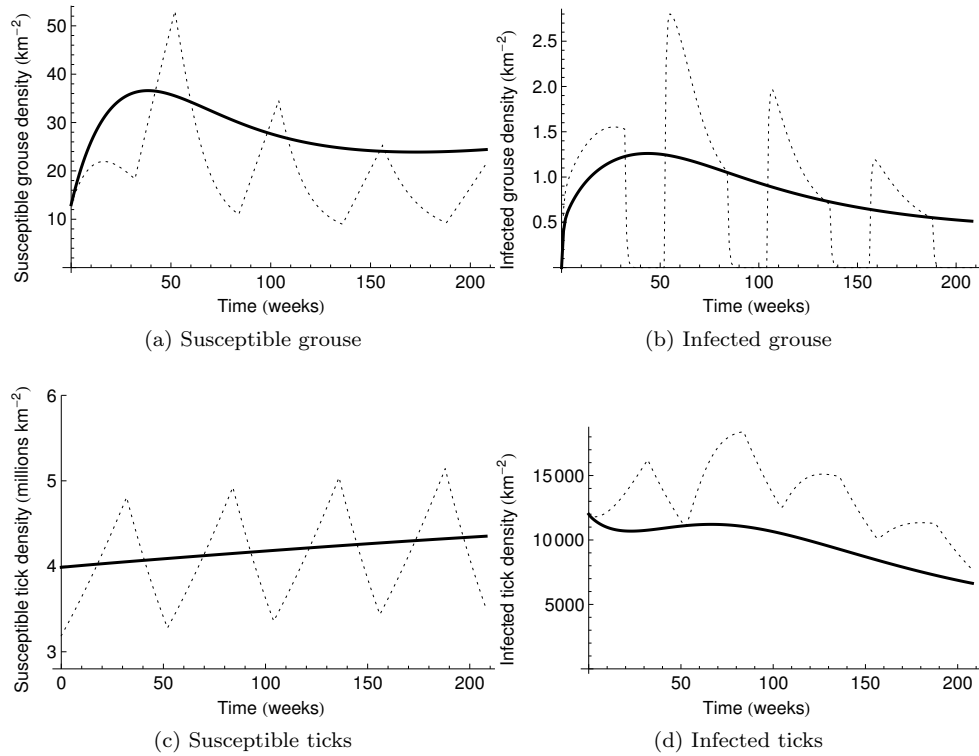 Susceptible grouse density (km⁻²)
50
40
30
20
10
50
100
150
200
Time (weeks)
(a) Susceptible grouse
Infected grouse density (km⁻²)
2.5
2.0
1.5
1.0
0.5
50
100
150
200
Time (weeks)
(b) Infected grouse
Susceptible tick density (millions km⁻²)
6
5
4
3
0
50
100
150
200
Time (weeks)
(c) Susceptible ticks
Infected tick density (km⁻²)
15000
10000
5000
50
100
150
200
Time (weeks)
(d) Infected ticks